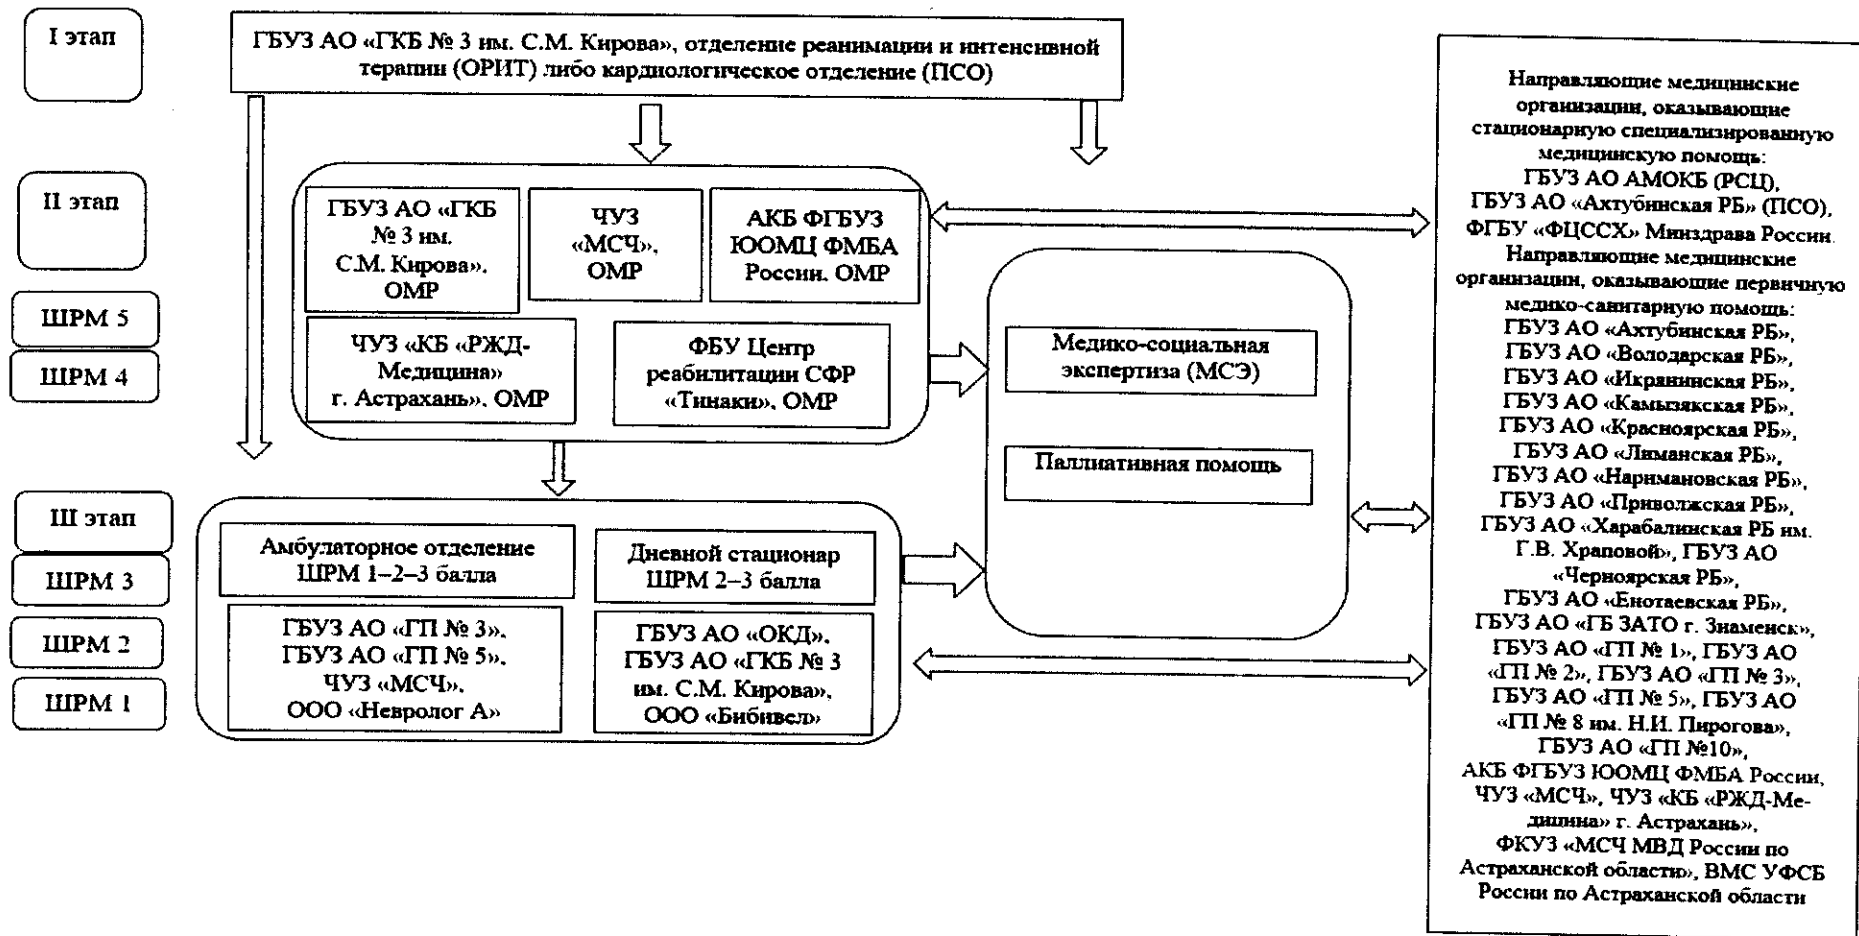 I этап
ГБУЗ АО «ГКБ № 3 им. С.М. Кирова», отделение реанимации и интенсивной
терапии (ОРИТ) либо кардиологическое отделение (ПСО)
II этап
ШРМ 5
ШРМ 4
ГБУЗ АО «ГКБ
№ 3 им.
С.М. Кирова».
ОМР
ЧУЗ
«МСЧ».
ОМР
АКБ ФГБУЗ
ЮОМЦ ФМБА
России. ОМР
ЧУЗ «КБ «РЖД-
Медицина»
г. Астрахань». ОМР
ФБУ Центр
реабилитации СФР
«Тинаки». ОМР
Медико-социальная
экспертиза (МСЭ)
Паллиативная помощь
III этап
ШРМ 3
ШРМ 2
ШРМ 1
Амбулаторное отделение
ШРМ 1–2–3 балла
Дневной стационар
ШРМ 2–3 балла
ГБУЗ АО «ГП № 3».
ГБУЗ АО «ГП № 5».
ЧУЗ «МСЧ».
ООО «Невролог А»
ГБУЗ АО «ОКД».
ГБУЗ АО «ГКБ № 3
им. С.М. Кирова».
ООО «Бибивел»
Направляющие медицинские
организации, оказывающие
стационарную специализированную
медицинскую помощь:
ГБУЗ АО АМОКБ (РСЦ),
ГБУЗ АО «Ахтубинская РБ» (ПСО),
ФГБУ «ФЦССХ» Минздрава России.
Направляющие медицинские
организации, оказывающие первичную
медико-санитарную помощь:
ГБУЗ АО «Ахтубинская РБ»,
ГБУЗ АО «Володарская РБ»,
ГБУЗ АО «Икрянинская РБ»,
ГБУЗ АО «Камызякская РБ»,
ГБУЗ АО «Красноярская РБ»,
ГБУЗ АО «Лиманская РБ»,
ГБУЗ АО «Наримановская РБ»,
ГБУЗ АО «Приволжская РБ»,
ГБУЗ АО «Харабалинская РБ им.
Г.В. Храповой», ГБУЗ АО
«Черноярская РБ»,
ГБУЗ АО «Енотаевская РБ»,
ГБУЗ АО «ГБ ЗАТО г. Знаменск»,
ГБУЗ АО «ГП № 1», ГБУЗ АО
«ГП № 2», ГБУЗ АО «ГП № 3»,
ГБУЗ АО «ГП № 5», ГБУЗ АО
«ГП № 8 им. Н.И. Пирогова»,
ГБУЗ АО «ГП №10»,
АКБ ФГБУЗ ЮОМЦ ФМБА России,
ЧУЗ «МСЧ», ЧУЗ «КБ «РЖД-Ме-
дицина» г. Астрахань»,
ФКУЗ «МСЧ МВД России по
Астраханской области», ВМС УФСБ
России по Астраханской области